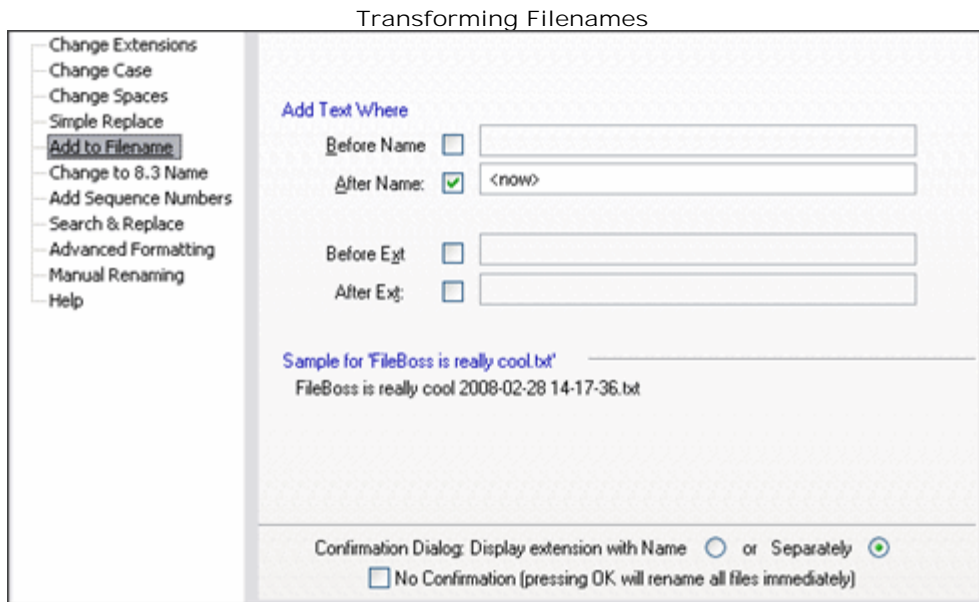 Transforming Filenames
Change Extensions
Change Case
Change Spaces
Simple Replace
Add to Filename
Change to 8.3 Name
Add Sequence Numbers
Search & Replace
Advanced Formatting
Manual Renaming
Help
Add Text Where
Before Name
After Name: <now>
Before Ext
After Ext:
Sample for 'FileBoss is really cool.txt'
FileBoss is really cool 2008-02-28 14-17-36.txt
Confirmation Dialog: Display extension with Name or Separately
No Confirmation (pressing OK will rename all files immediately)